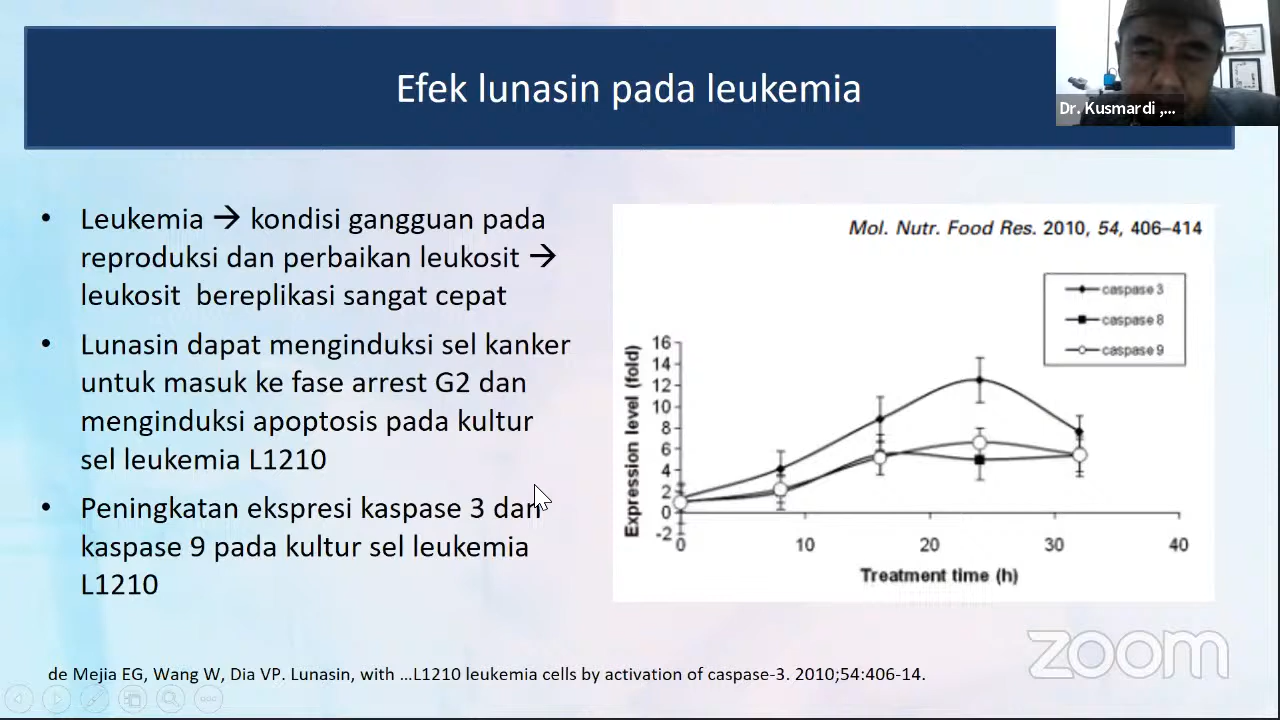 Efek lunasin pada leukemia
Dr. Kusmardi ,...
• Leukemia → kondisi gangguan pada
reproduksi dan perbaikan leukosit →
leukosit bereplikasi sangat cepat
• Lunasin dapat menginduksi sel kanker
untuk masuk ke fase arrest G2 dan
menginduksi apoptosis pada kultur
sel leukemia L1210
• Peningkatan ekspresi kaspase 3 dan
kaspase 9 pada kultur sel leukemia
L1210
Mol. Nutr. Food Res. 2010, 54, 406–414
caspase 3
caspase 8
caspase 9
Expression level (fold)
16
14
12
10
8
6
4
2
0
-2
0 10 20 30 40
Treatment time (h)
zoom
de Mejia EG, Wang W, Dia VP. Lunasin, with ...L1210 leukemia cells by activation of caspase-3. 2010;54:406-14.